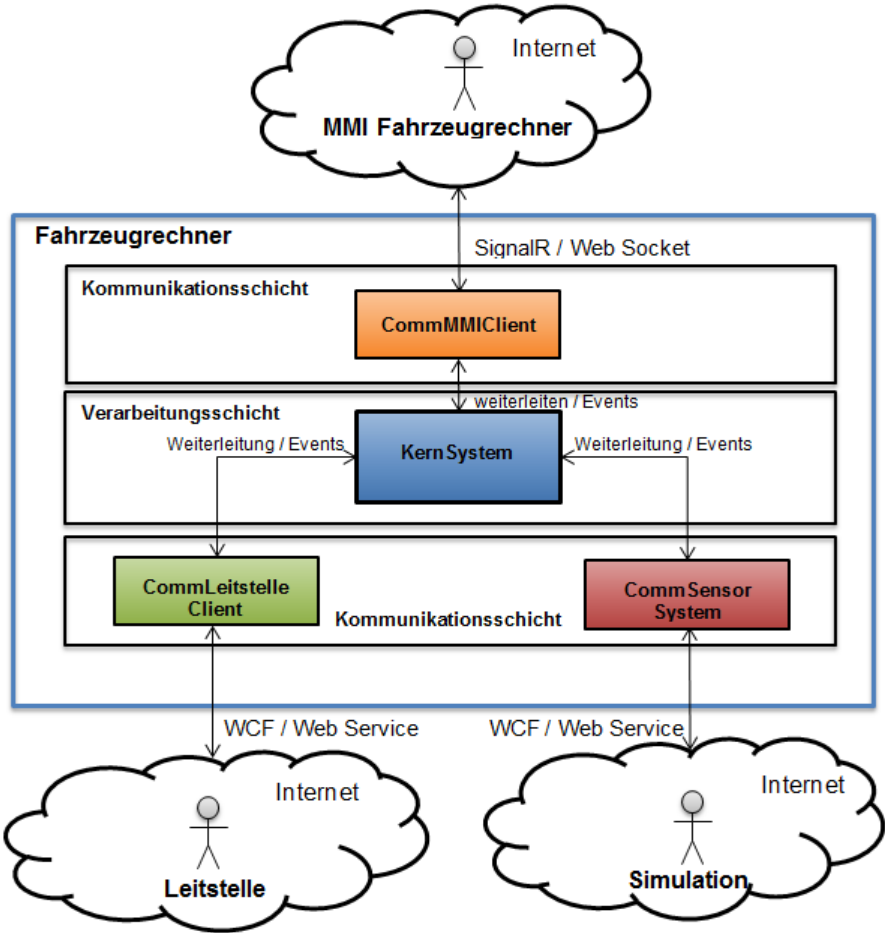 Internet
MMI Fahrzeugrechner
Fahrzeugrechner
SignalR / Web Socket
Kommunikationsschicht
CommMMIClient
weiterleiten / Events
Verarbeitungsschicht
Weiterleitung / Events
KernSystem
Weiterleitung / Events
CommLeitstelle
Client
CommSensor
System
Kommunikationsschicht
WCF / Web Service
WCF / Web Service
Internet
Leitstelle
Internet
Simulation